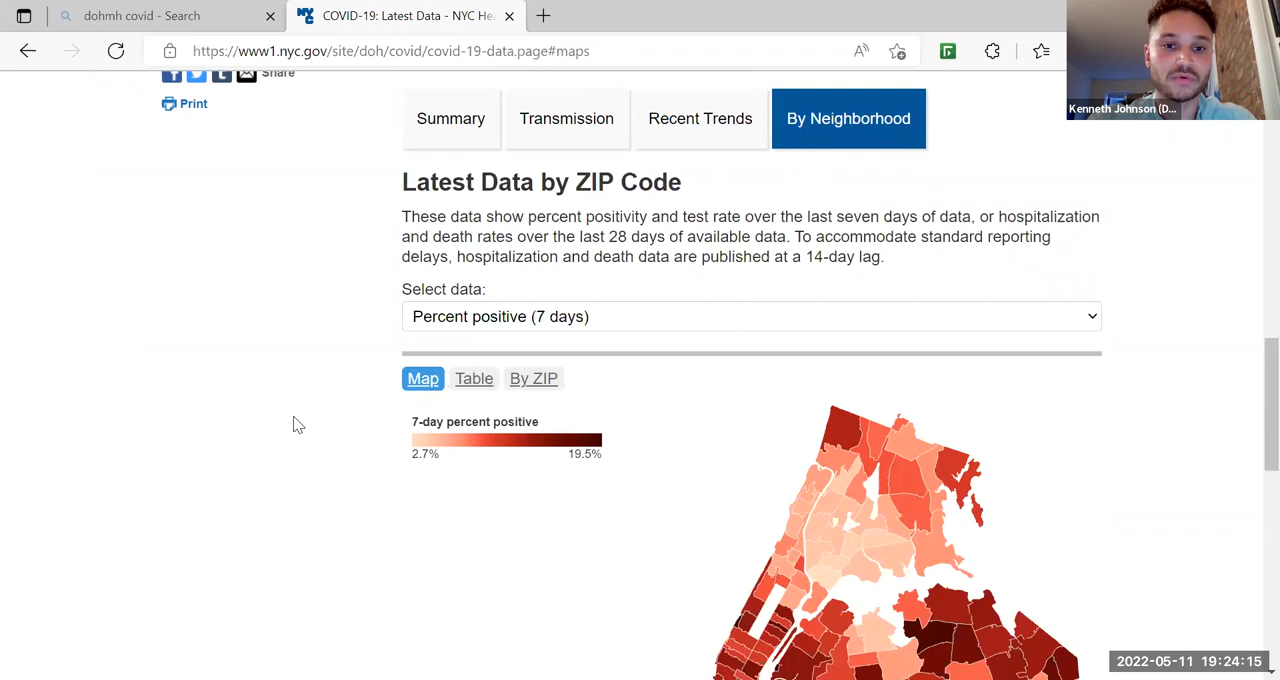 dohmh covid - Search
COVID-19: Latest Data - NYC He
https://www1.nyc.gov/site/doh/covid/covid-19-data.page#maps
Kenneth Johnson (D...
Share
Print
Summary
Transmission
Recent Trends
By Neighborhood
Latest Data by ZIP Code
These data show percent positivity and test rate over the last seven days of data, or hospitalization
and death rates over the last 28 days of available data. To accommodate standard reporting
delays, hospitalization and death data are published at a 14-day lag.
Select data:
Percent positive (7 days)
Map
Table
By ZIP
7-day percent positive
2.7%
19.5%
2022-05-11 19:24:15